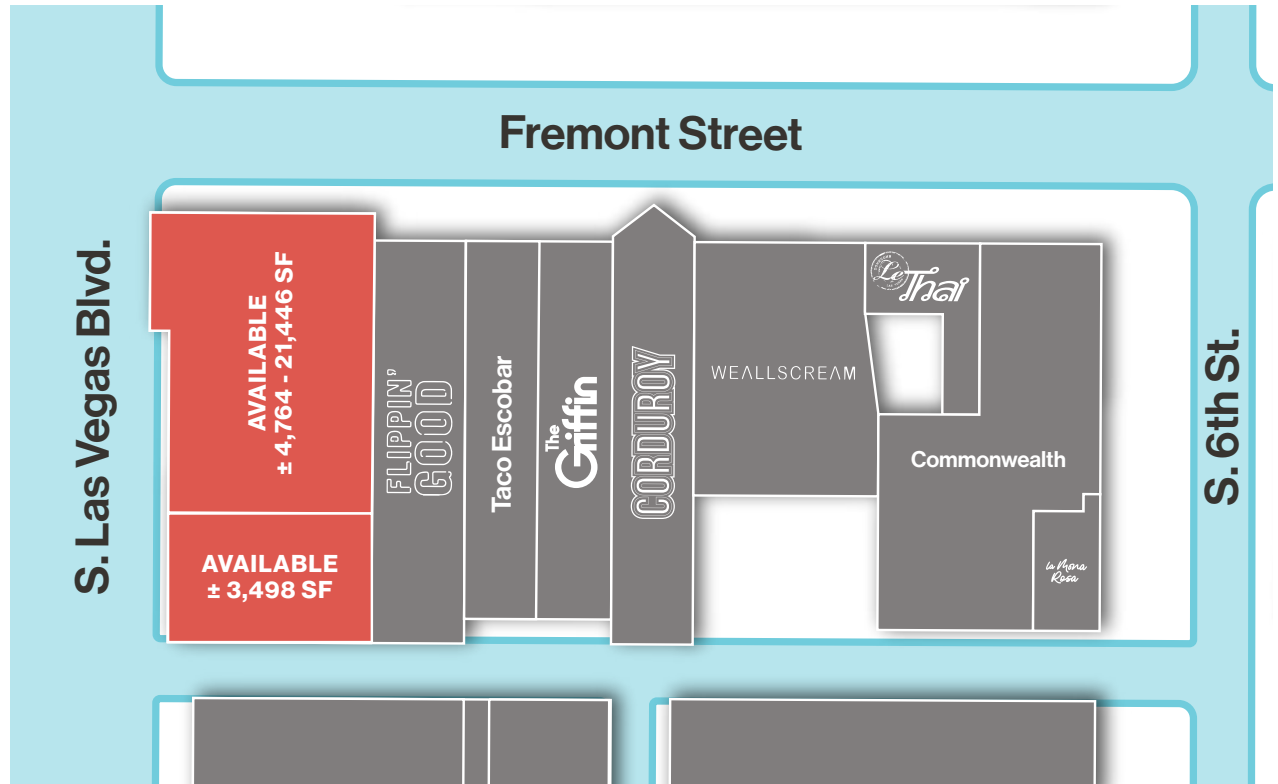 Fremont Street
S. Las Vegas Blvd.
AVAILABLE
± 4,764 - 21,446 SF
AVAILABLE
± 3,498 SF
FLIPPIN’
GOOD
Taco Escobar
The
Giffin
CORDUROY
WEALLSCREAM
Le
Thai
Commonwealth
la Mona
Rosa
S. 6th St.